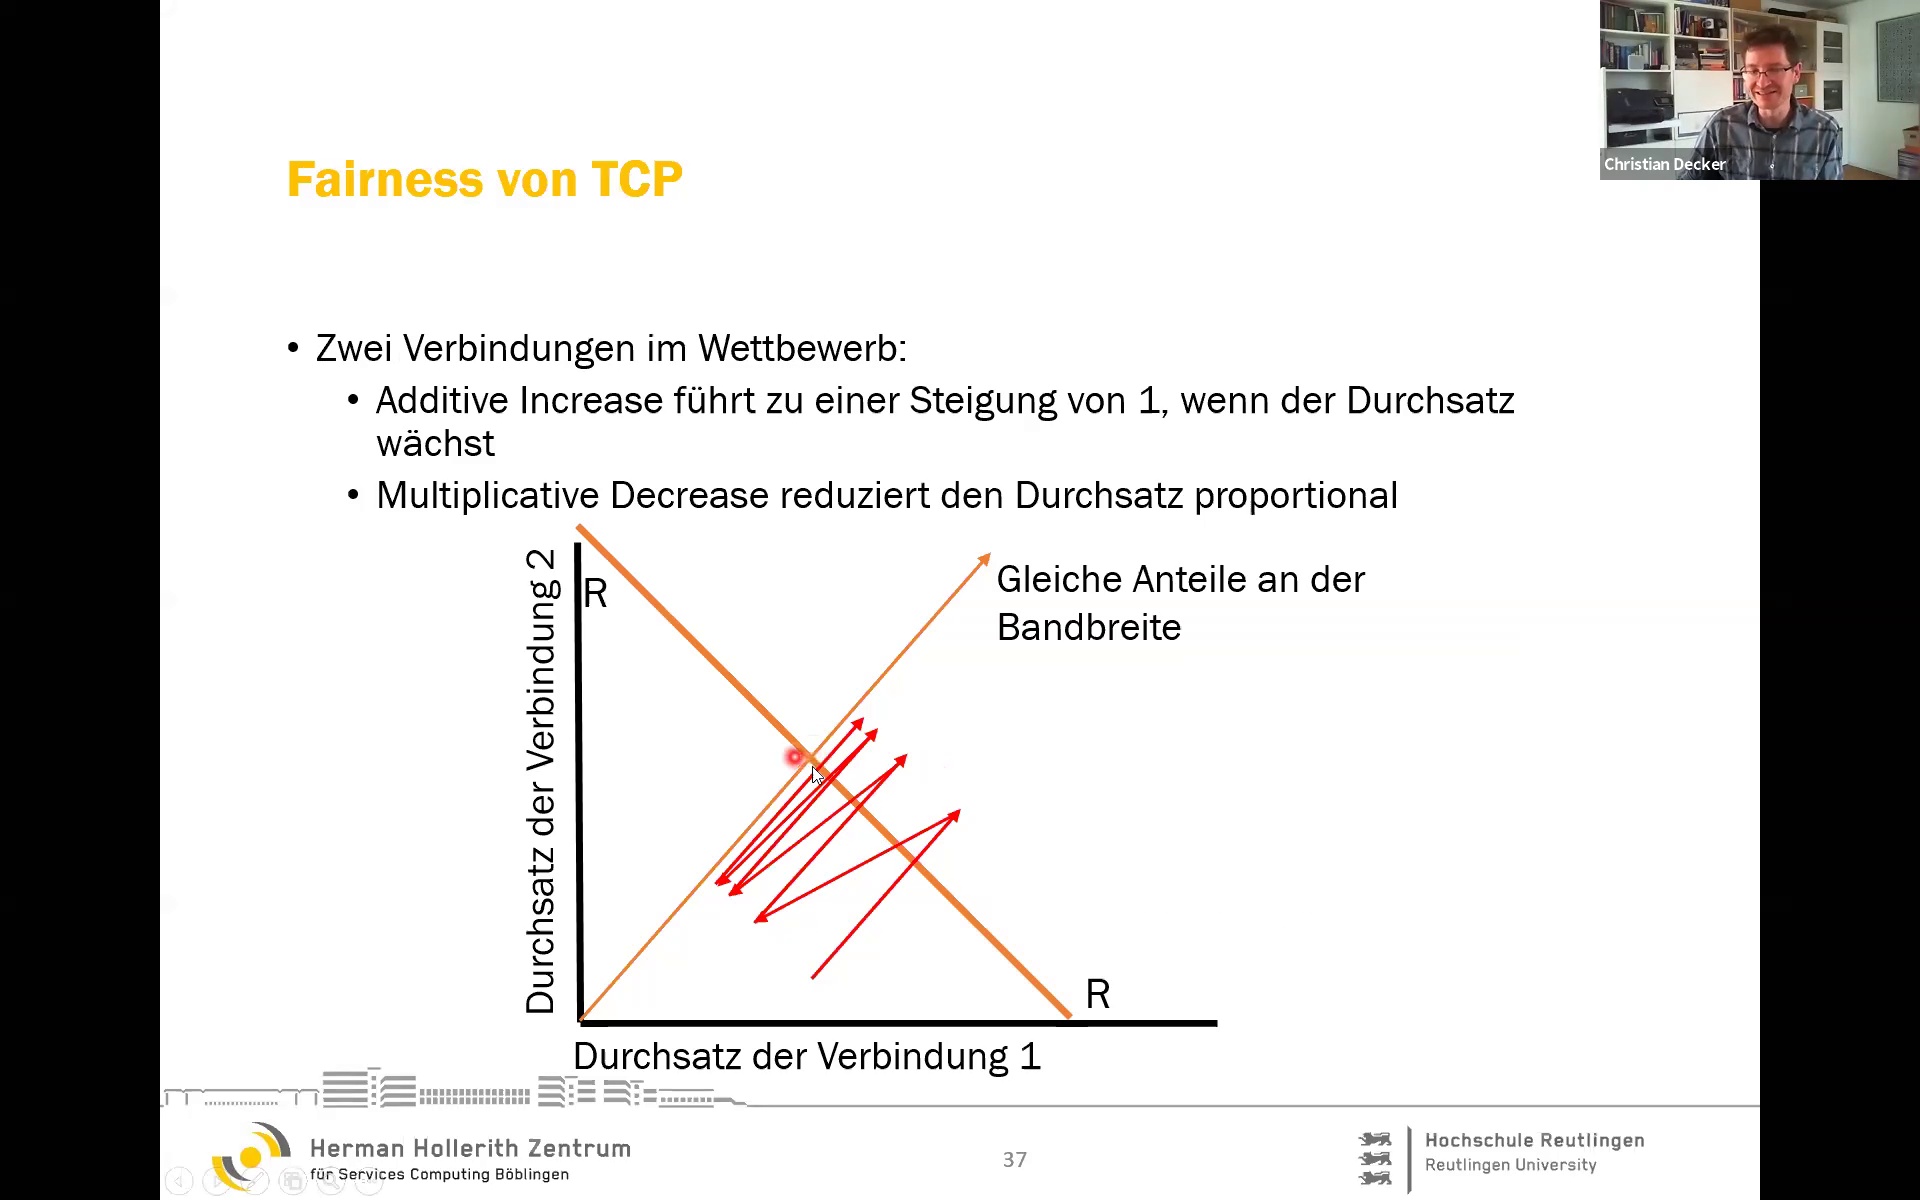 Christian Decker
Fairness von TCP
• Zwei Verbindungen im Wettbewerb:
• Additive Increase führt zu einer Steigung von 1, wenn der Durchsatz
wächst
• Multiplicative Decrease reduziert den Durchsatz proportional
Durchsatz der Verbindung 2
R
Gleiche Anteile an der
Bandbreite
R
Durchsatz der Verbindung 1
Herman Hollerith Zentrum
für Services Computing Böblingen
37
Hochschule Reutlingen
Reutlingen University